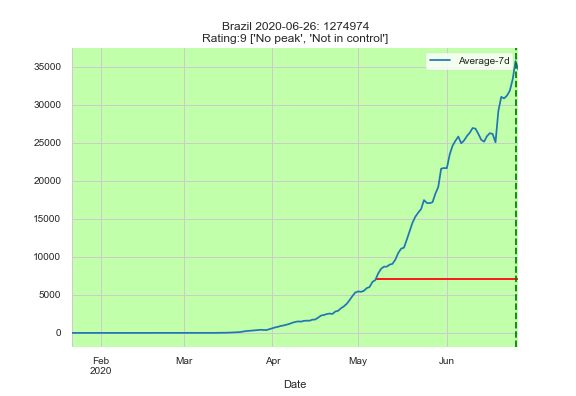 Brazil 2020-06-26: 1274974
Rating:9 ['No peak', 'Not in control']
Average-7d
35000
30000
25000
20000
15000
10000
5000
0
Feb Mar Apr May Jun
2020
Date